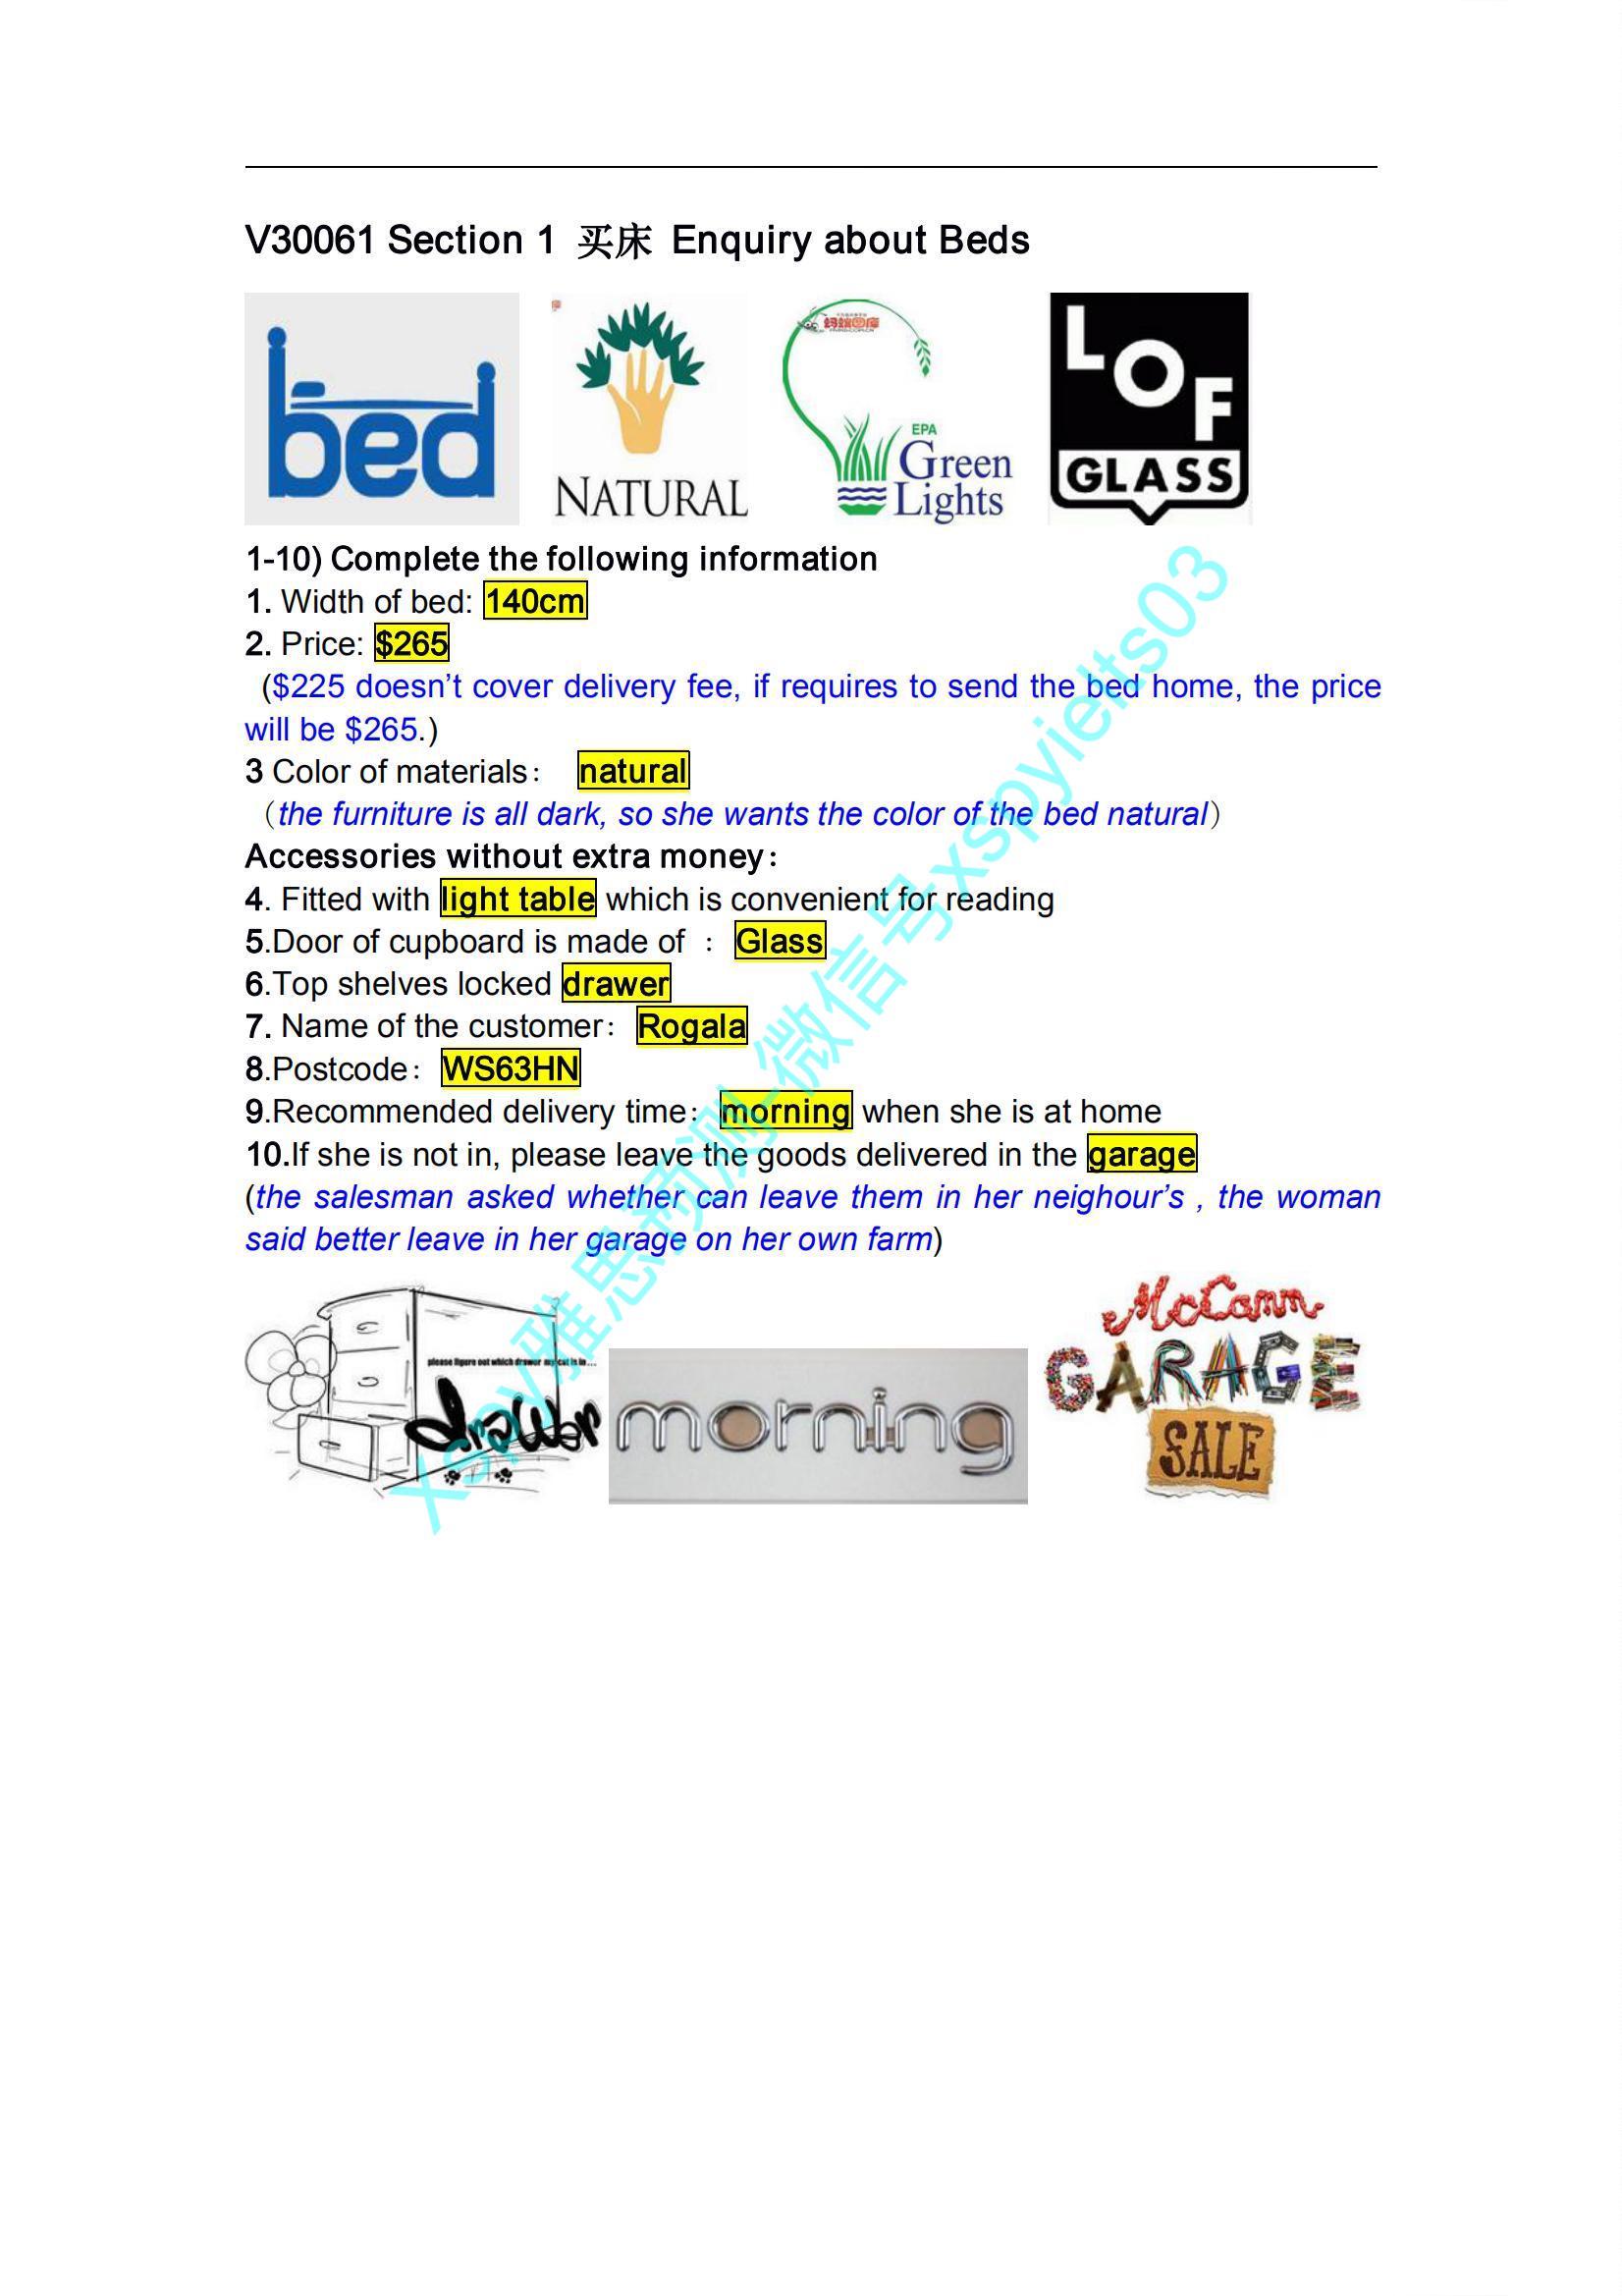 V30061 Section 1 买床 Enquiry about Beds
bed
NATURAL
EPA
Green
Lights
LOF
GLASS
1-10) Complete the following information
1. Width of bed: 140cm
2. Price: $265
($225 doesn’t cover delivery fee, if requires to send the bed home, the price
will be $265.)
3 Color of materials： natural
（the furniture is all dark, so she wants the color of the bed natural）
Accessories without extra money：
4. Fitted with light table which is convenient for reading
5.Door of cupboard is made of ： Glass
6.Top shelves locked drawer
7. Name of the customer： Rogala
8.Postcode： WS63HN
9.Recommended delivery time： morning when she is at home
10.If she is not in, please leave the goods delivered in the garage
(the salesman asked whether can leave them in her neighour’s , the woman
said better leave in her garage on her own farm)
please figure out which drawer my cat is in...
drawer
morning
McCann
GARAGE
SALE
Xspy雅思预测-微信号xspyielts03